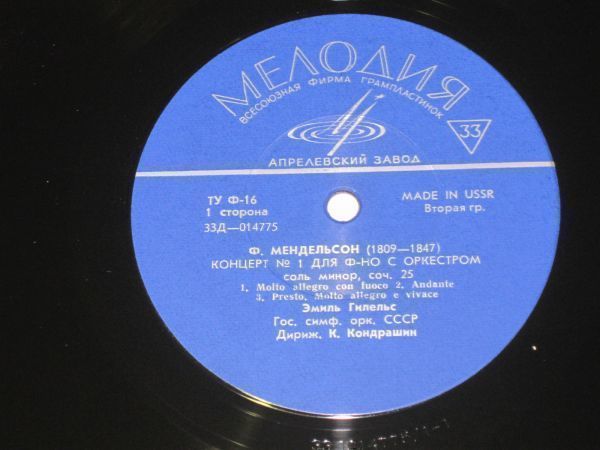 МЕЛОДИЯ
ВСЕСОЮЗНАЯ ФИРМА ГРАМПЛАСТИНОК
33
АПРЕЛЕВСКИЙ ЗАВОД
ТУ Ф-16
1 сторона
33Д—014775
MADE IN USSR
Вторая гр.
Ф. МЕНДЕЛЬСОН (1809—1847)
КОНЦЕРТ № 1 ДЛЯ Ф-НО С ОРКЕСТРОМ
соль минор, соч. 25
1. Molto allegro con fuoco 2. Andante
3. Presto. Molto allegro e vivace
Эмиль Гилельс
Гос. симф. орк. СССР
Дириж. К. Кондрашин